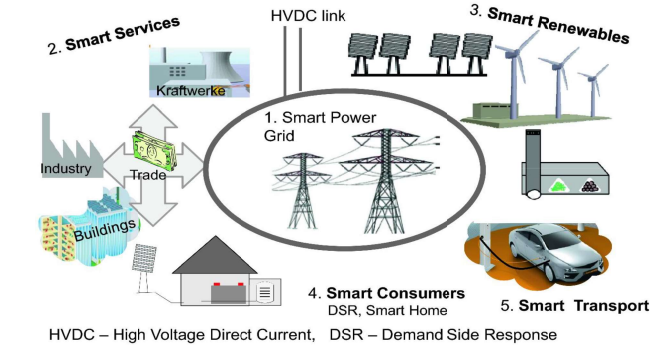 HVDC link
3. Smart Renewables
2. Smart Services
Kraftwerke
1. Smart Power
Grid
Industry
Trade
Buildings
4. Smart Consumers
DSR, Smart Home
5. Smart Transport
HVDC – High Voltage Direct Current, DSR – Demand Side Response